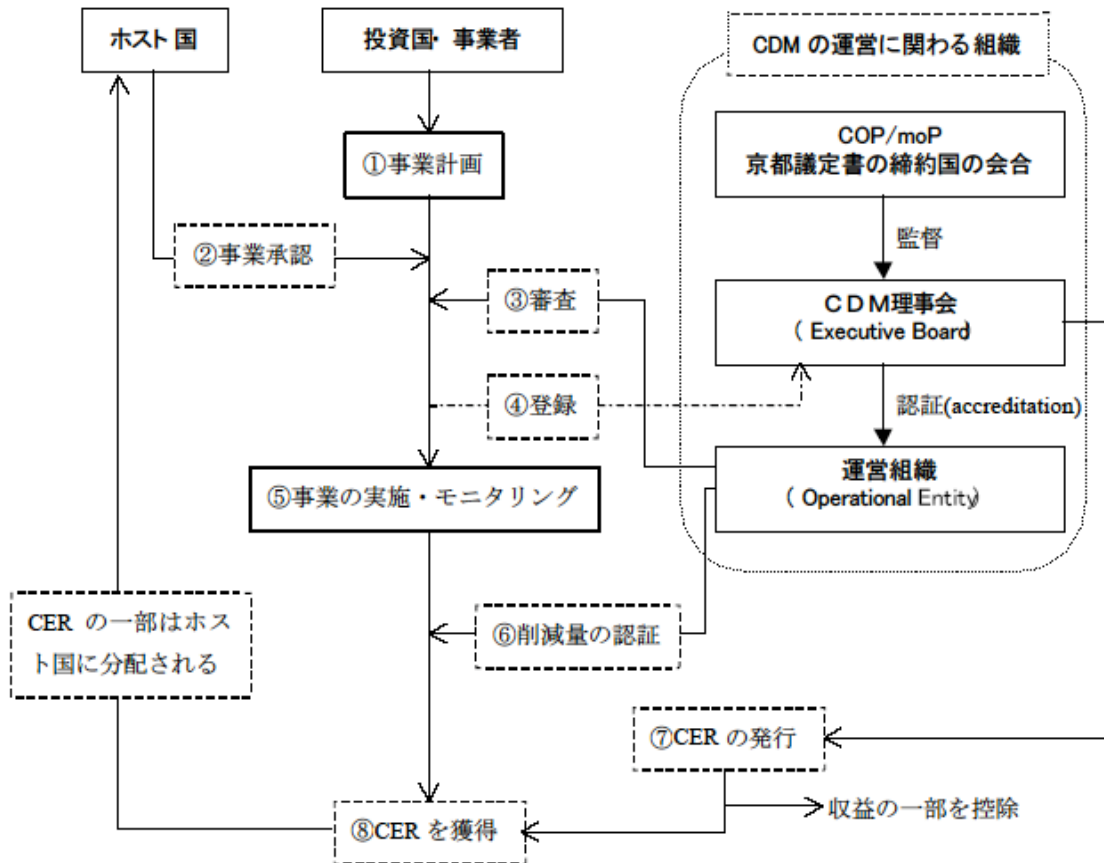 ホスト国
投資国・事業者
CDM の運営に関わる組織
COP/moP
京都議定書の締約国の会合
①事業計画
監督
②事業承認
③審査
CDM理事会
( Executive Board)
④登録
認証(accreditation)
運営組織
( Operational Entity)
⑤事業の実施・モニタリング
CER の一部はホス
ト国に分配される
⑥削減量の認証
⑦CER の発行
収益の一部を控除
⑧CER を獲得